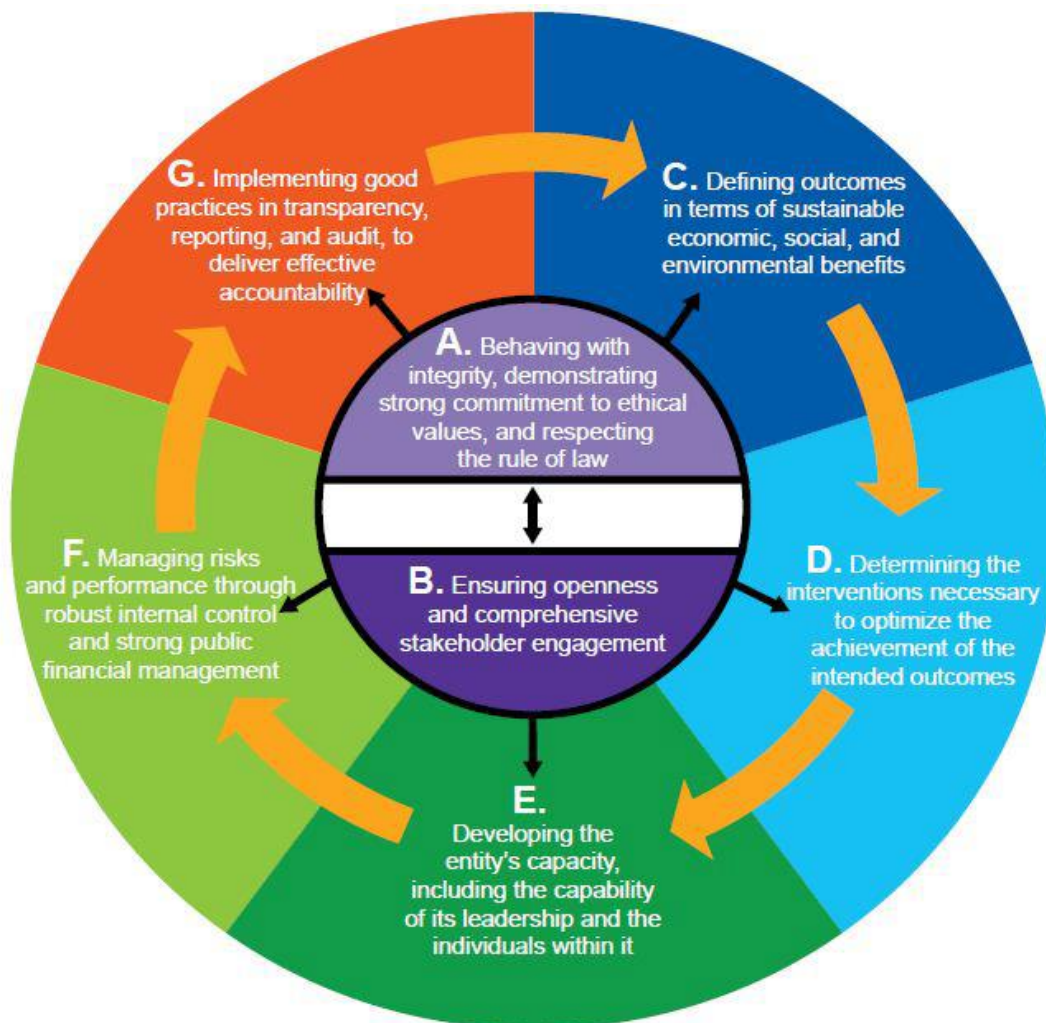 A. Behaving with
integrity, demonstrating
strong commitment to ethical
values, and respecting
the rule of law
B. Ensuring openness
and comprehensive
stakeholder engagement
C. Defining outcomes
in terms of sustainable
economic, social, and
environmental benefits
D. Determining the
interventions necessary
to optimize the
achievement of the
intended outcomes
E.
Developing the
entity's capacity,
including the capability
of its leadership and the
individuals within it
F. Managing risks
and performance through
robust internal control
and strong public
financial management
G. Implementing good
practices in transparency,
reporting, and audit, to
deliver effective
accountability